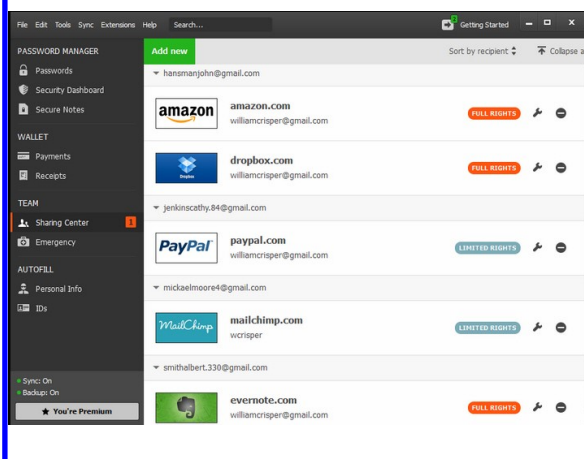 File Edit Tools Sync Extensions Help Search... 2 Getting Started
PASSWORD MANAGER
Passwords
Security Dashboard
Secure Notes
WALLET
Payments
Receipts
TEAM
Sharing Center 1
Emergency
AUTOFILL
Personal Info
IDs
Sync: On
Backup: On
You're Premium
Add new Sort by recipient Collapse a
hansmanjohn@gmail.com
amazon amazon.com FULL RIGHTS
williamcrisper@gmail.com
Dropbox dropbox.com FULL RIGHTS
williamcrisper@gmail.com
jenkinscathy.84@gmail.com
PayPal paypal.com LIMITED RIGHTS
williamcrisper@gmail.com
mickaelmoore4@gmail.com
MailChimp mailchimp.com LIMITED RIGHTS
wcrisper
smithalbert.330@gmail.com
evernote.com FULL RIGHTS
williamcrisper@gmail.com